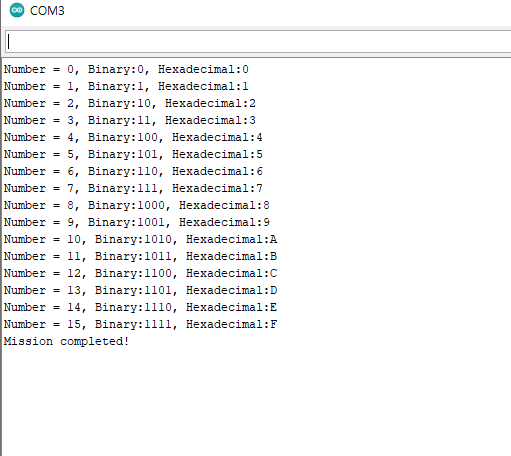 COM3
Number = 0, Binary:0, Hexadecimal:0
Number = 1, Binary:1, Hexadecimal:1
Number = 2, Binary:10, Hexadecimal:2
Number = 3, Binary:11, Hexadecimal:3
Number = 4, Binary:100, Hexadecimal:4
Number = 5, Binary:101, Hexadecimal:5
Number = 6, Binary:110, Hexadecimal:6
Number = 7, Binary:111, Hexadecimal:7
Number = 8, Binary:1000, Hexadecimal:8
Number = 9, Binary:1001, Hexadecimal:9
Number = 10, Binary:1010, Hexadecimal:A
Number = 11, Binary:1011, Hexadecimal:B
Number = 12, Binary:1100, Hexadecimal:C
Number = 13, Binary:1101, Hexadecimal:D
Number = 14, Binary:1110, Hexadecimal:E
Number = 15, Binary:1111, Hexadecimal:F
Mission completed!